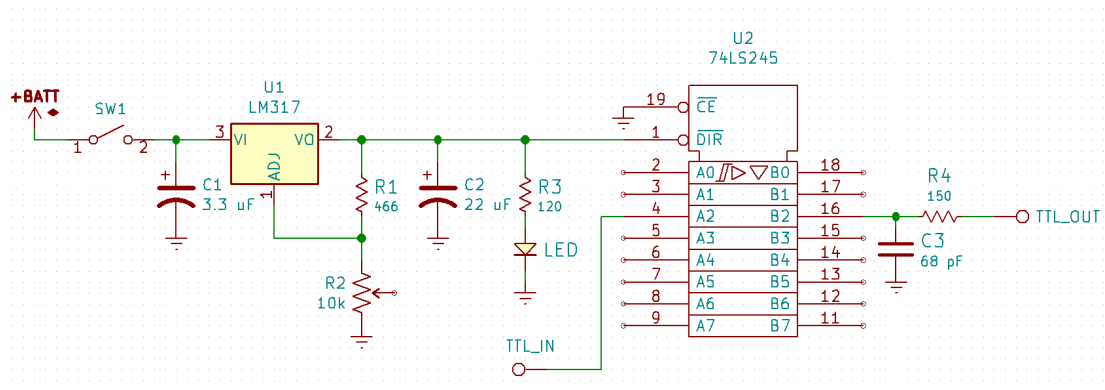 +BATT
SW1
1
2
U1
LM317
3
VI
VO
2
ADJ
1
C1
3.3 uF
R1
466
R2
10k
C2
22 uF
R3
120
LED
U2
74LS245
19
CE
1
DIR
2
A0
B0
18
3
A1
B1
17
4
A2
B2
16
5
A3
B3
15
6
A4
B4
14
7
A5
B5
13
8
A6
B6
12
9
A7
B7
11
TTL_IN
C3
68 pF
R4
150
TTL_OUT